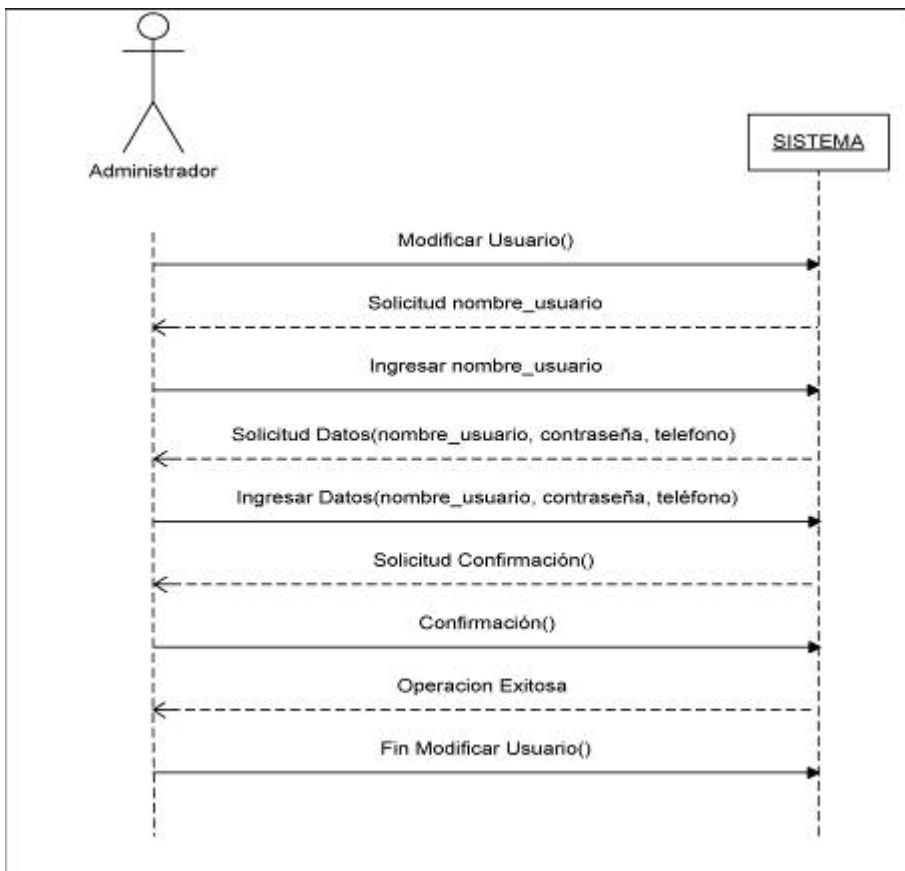 Administrador
SISTEMA
Modificar Usuario()
Solicitud nombre_usuario
Ingresar nombre_usuario
Solicitud Datos(nombre_usuario, contraseña, telefono)
Ingresar Datos(nombre_usuario, contraseña, teléfono)
Solicitud Confirmación()
Confirmación()
Operacion Exitosa
Fin Modificar Usuario()